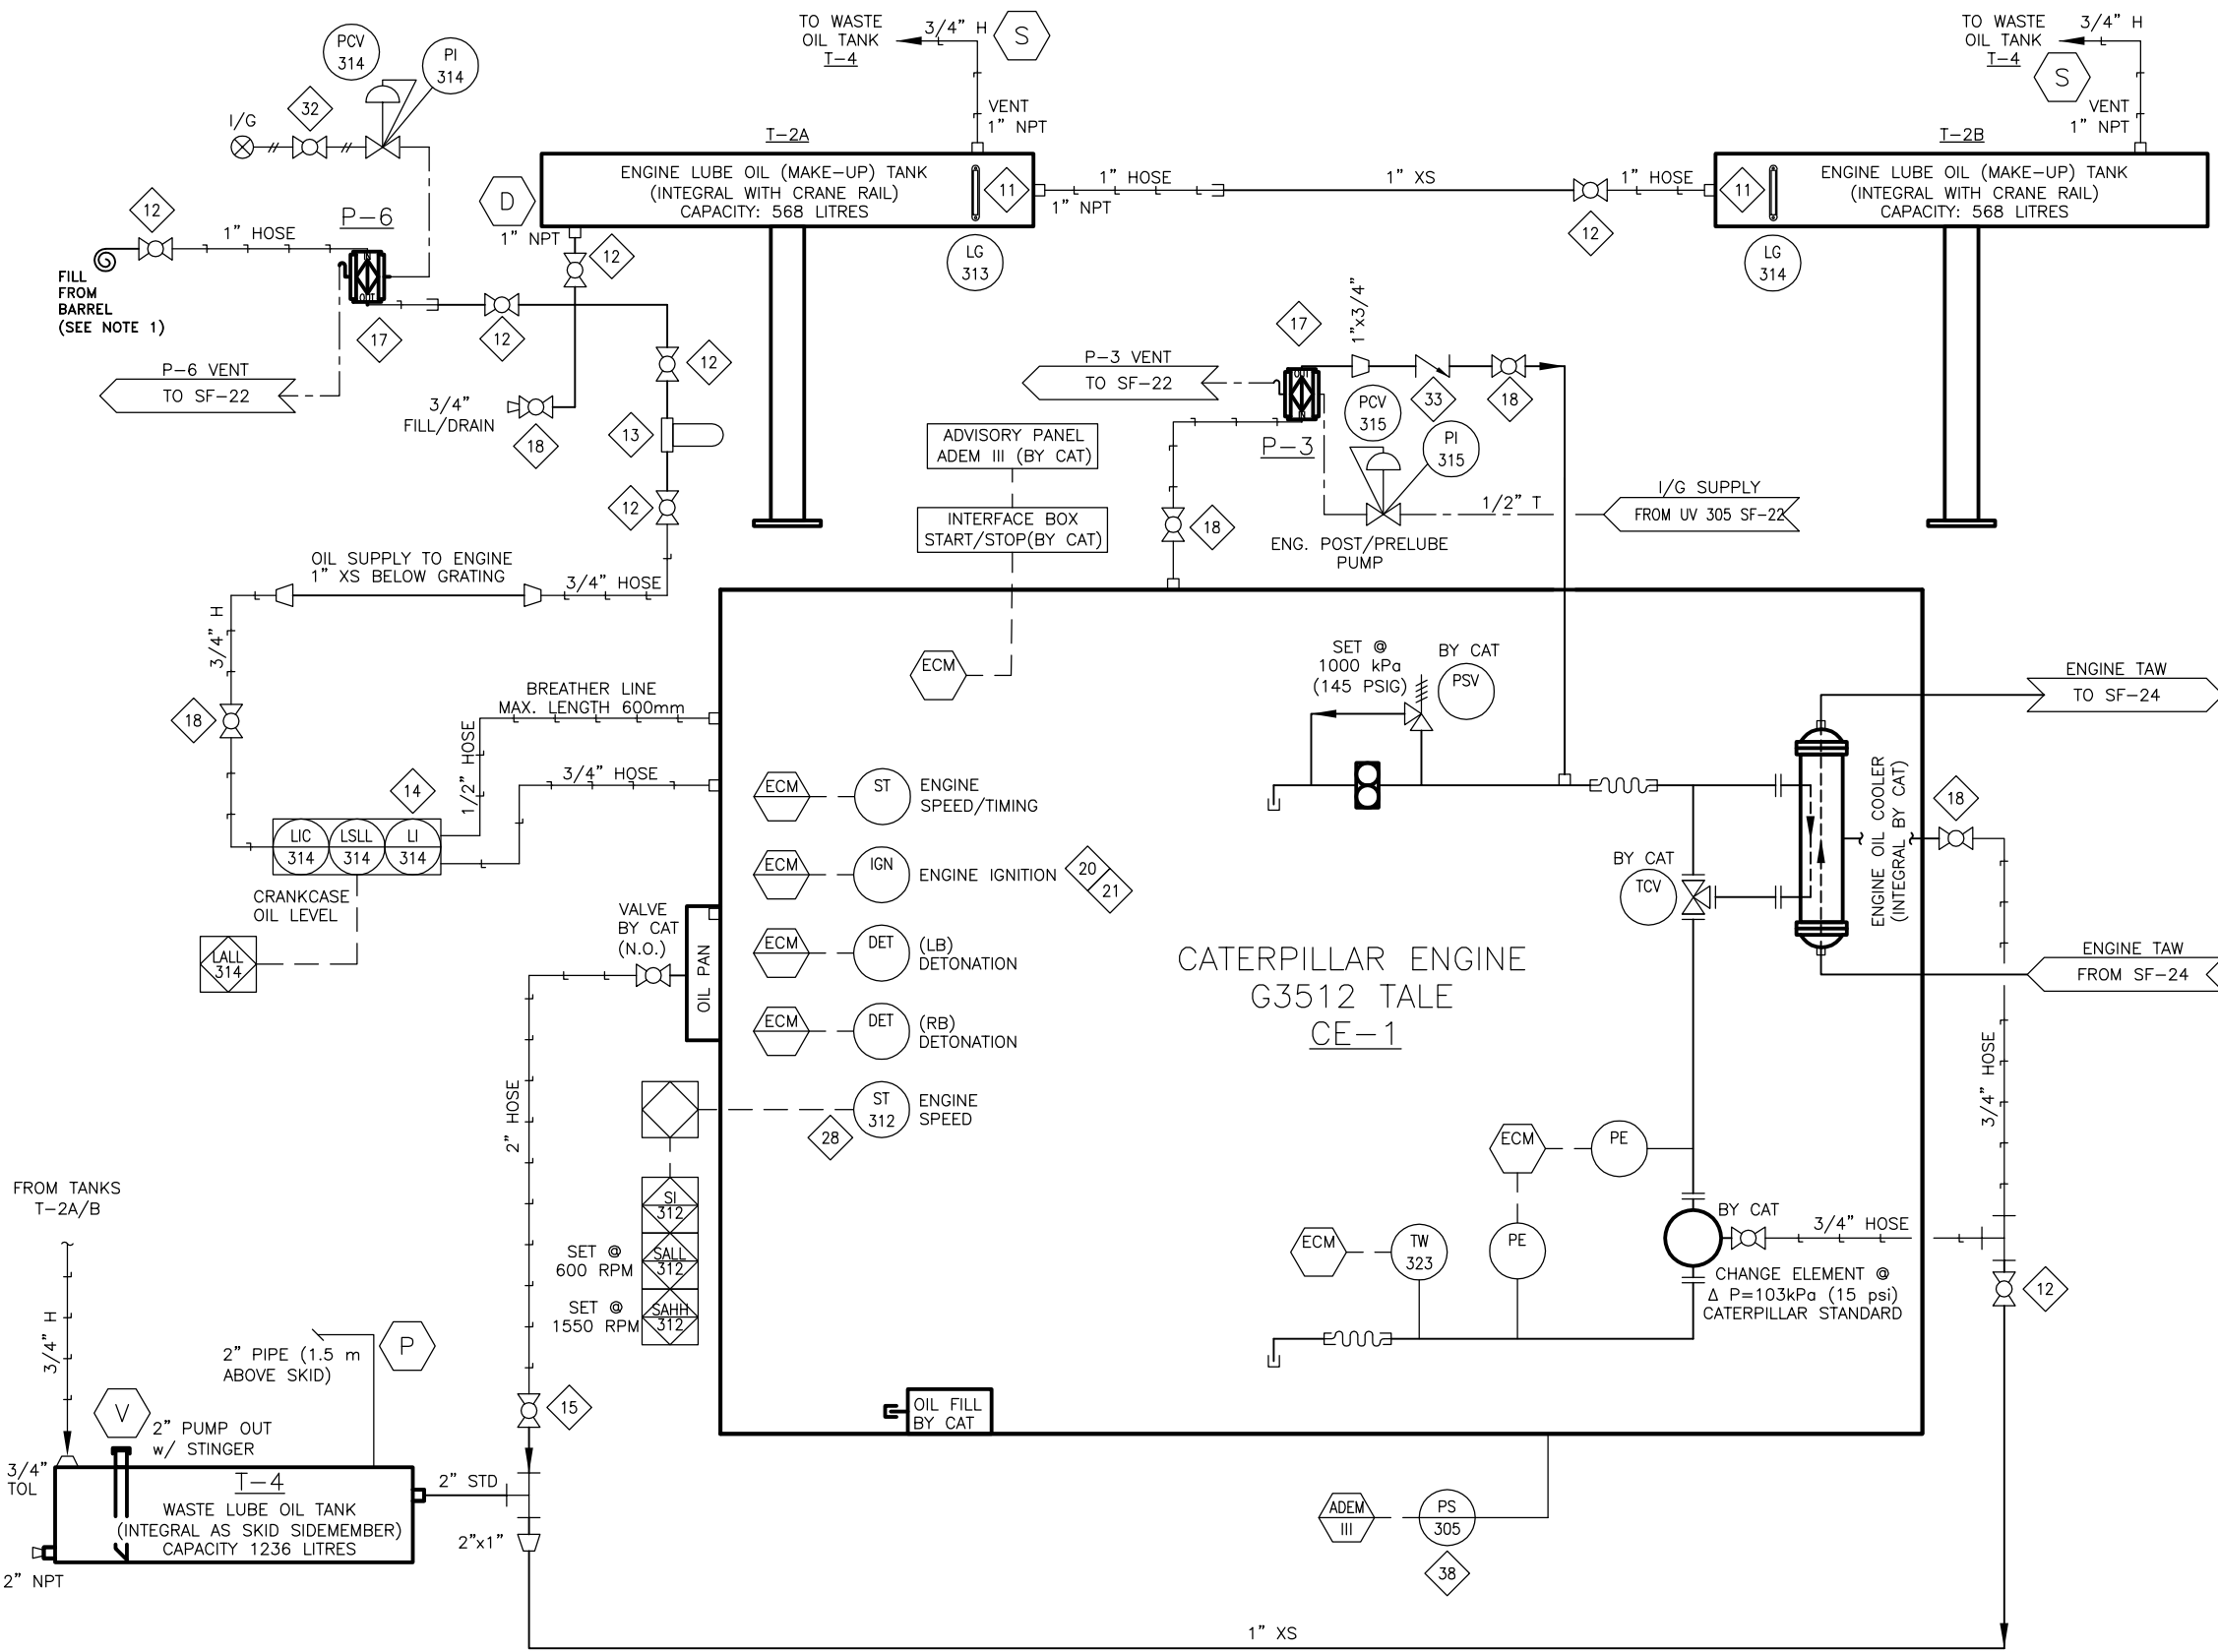 PCV
314
PI
314
32
I/G
TO WASTE
OIL TANK
T-4
3/4" H
S
VENT
1" NPT
TO WASTE
OIL TANK
T-4
3/4" H
S
VENT
1" NPT
T-2A
ENGINE LUBE OIL (MAKE-UP) TANK
(INTEGRAL WITH CRANE RAIL)
CAPACITY: 568 LITRES
11
D
1" NPT
12
LG
313
1" HOSE
1" NPT
1" XS
1" HOSE
12
T-2B
ENGINE LUBE OIL (MAKE-UP) TANK
(INTEGRAL WITH CRANE RAIL)
CAPACITY: 568 LITRES
11
LG
314
12
1" HOSE
P-6
IN
OUT
FILL
FROM
BARREL
(SEE NOTE 1)
17
12
12
P-6 VENT
TO SF-22
3/4"
FILL/DRAIN
18
13
12
P-3 VENT
TO SF-22
17
OUT
IN
P-3
1"x3/4"
33
18
PCV
315
PI
315
1/2" T
I/G SUPPLY
FROM UV 305 SF-22
18
ENG. POST/PRELUBE
PUMP
ADVISORY PANEL
ADEM III (BY CAT)
INTERFACE BOX
START/STOP(BY CAT)
ECM
OIL SUPPLY TO ENGINE
1" XS BELOW GRATING
3/4" HOSE
3/4" H
18
BREATHER LINE
MAX. LENGTH 600mm
1/2" HOSE
3/4" HOSE
14
LIC
314
LSLL
314
LI
314
CRANKCASE
OIL LEVEL
LALL
314
VALVE
BY CAT
(N.O.)
OIL PAN
2" HOSE
ECM
ST
ENGINE
SPEED/TIMING
ECM
IGN
ENGINE IGNITION
20
21
ECM
DET
(LB)
DETONATION
ECM
DET
(RB)
DETONATION
ST
312
ENGINE
SPEED
28
SI
312
SET @
600 RPM
SALL
312
SET @
1550 RPM
SAHH
312
SET @
1000 kPa
(145 PSIG)
BY CAT
PSV
CATERPILLAR ENGINE
G3512 TALE
CE-1
BY CAT
TCV
ENGINE OIL COOLER
(INTEGRAL BY CAT)
ENGINE TAW
TO SF-24
18
ENGINE TAW
FROM SF-24
3/4" HOSE
ECM
PE
ECM
TW
323
PE
BY CAT
3/4" HOSE
CHANGE ELEMENT @
Δ P=103kPa (15 psi)
CATERPILLAR STANDARD
12
OIL FILL
BY CAT
ADEM
III
PS
305
38
FROM TANKS
T-2A/B
3/4" H
2" PIPE (1.5 m
ABOVE SKID)
P
V
2" PUMP OUT
w/ STINGER
15
3/4"
TOL
T-4
WASTE LUBE OIL TANK
(INTEGRAL AS SKID SIDEMEMBER)
CAPACITY 1236 LITRES
2" NPT
2" STD
2"x1"
1" XS